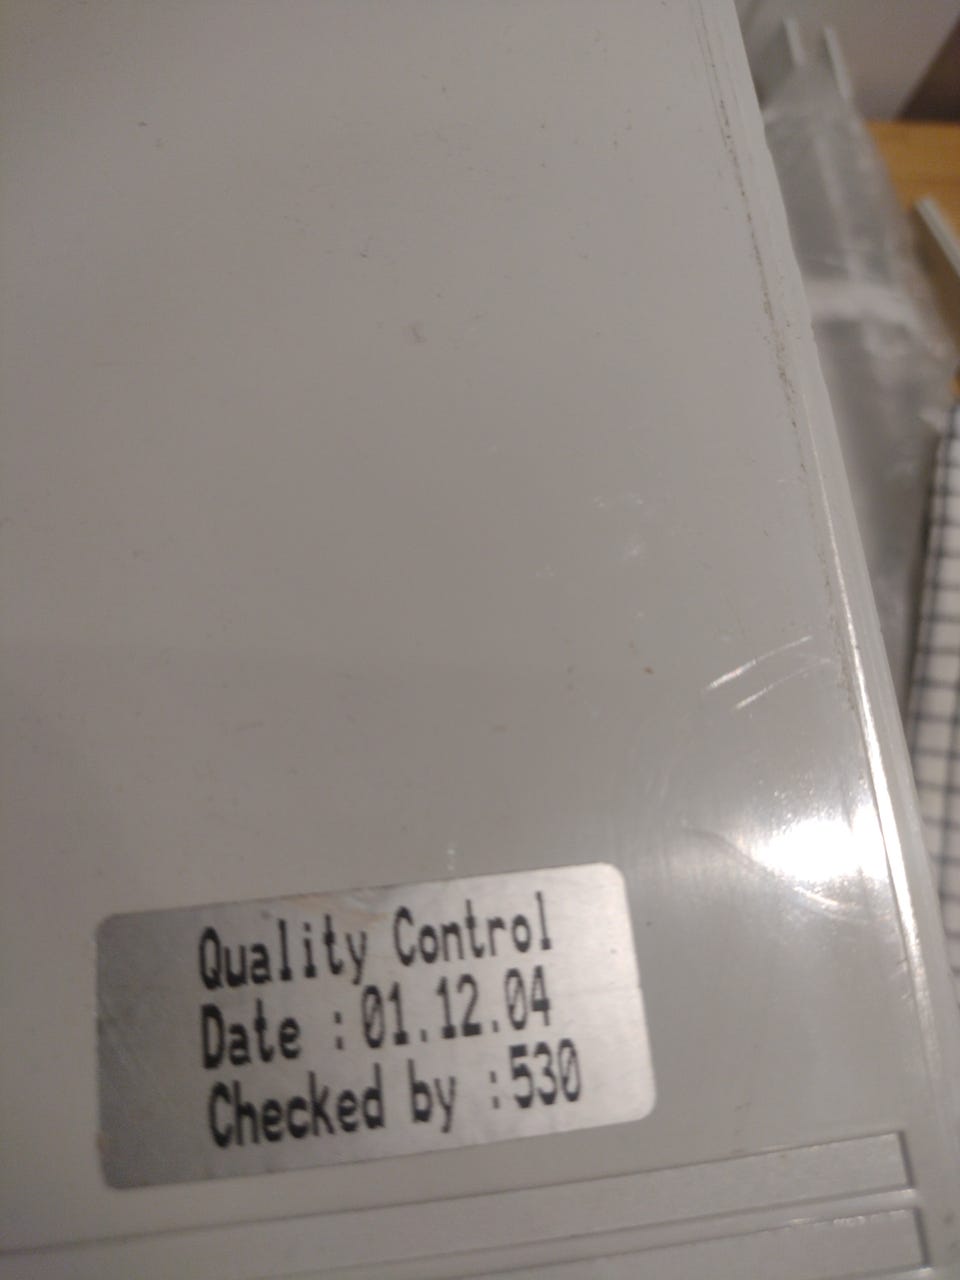 Quality Control
Date : 01.12.04
Checked by :530